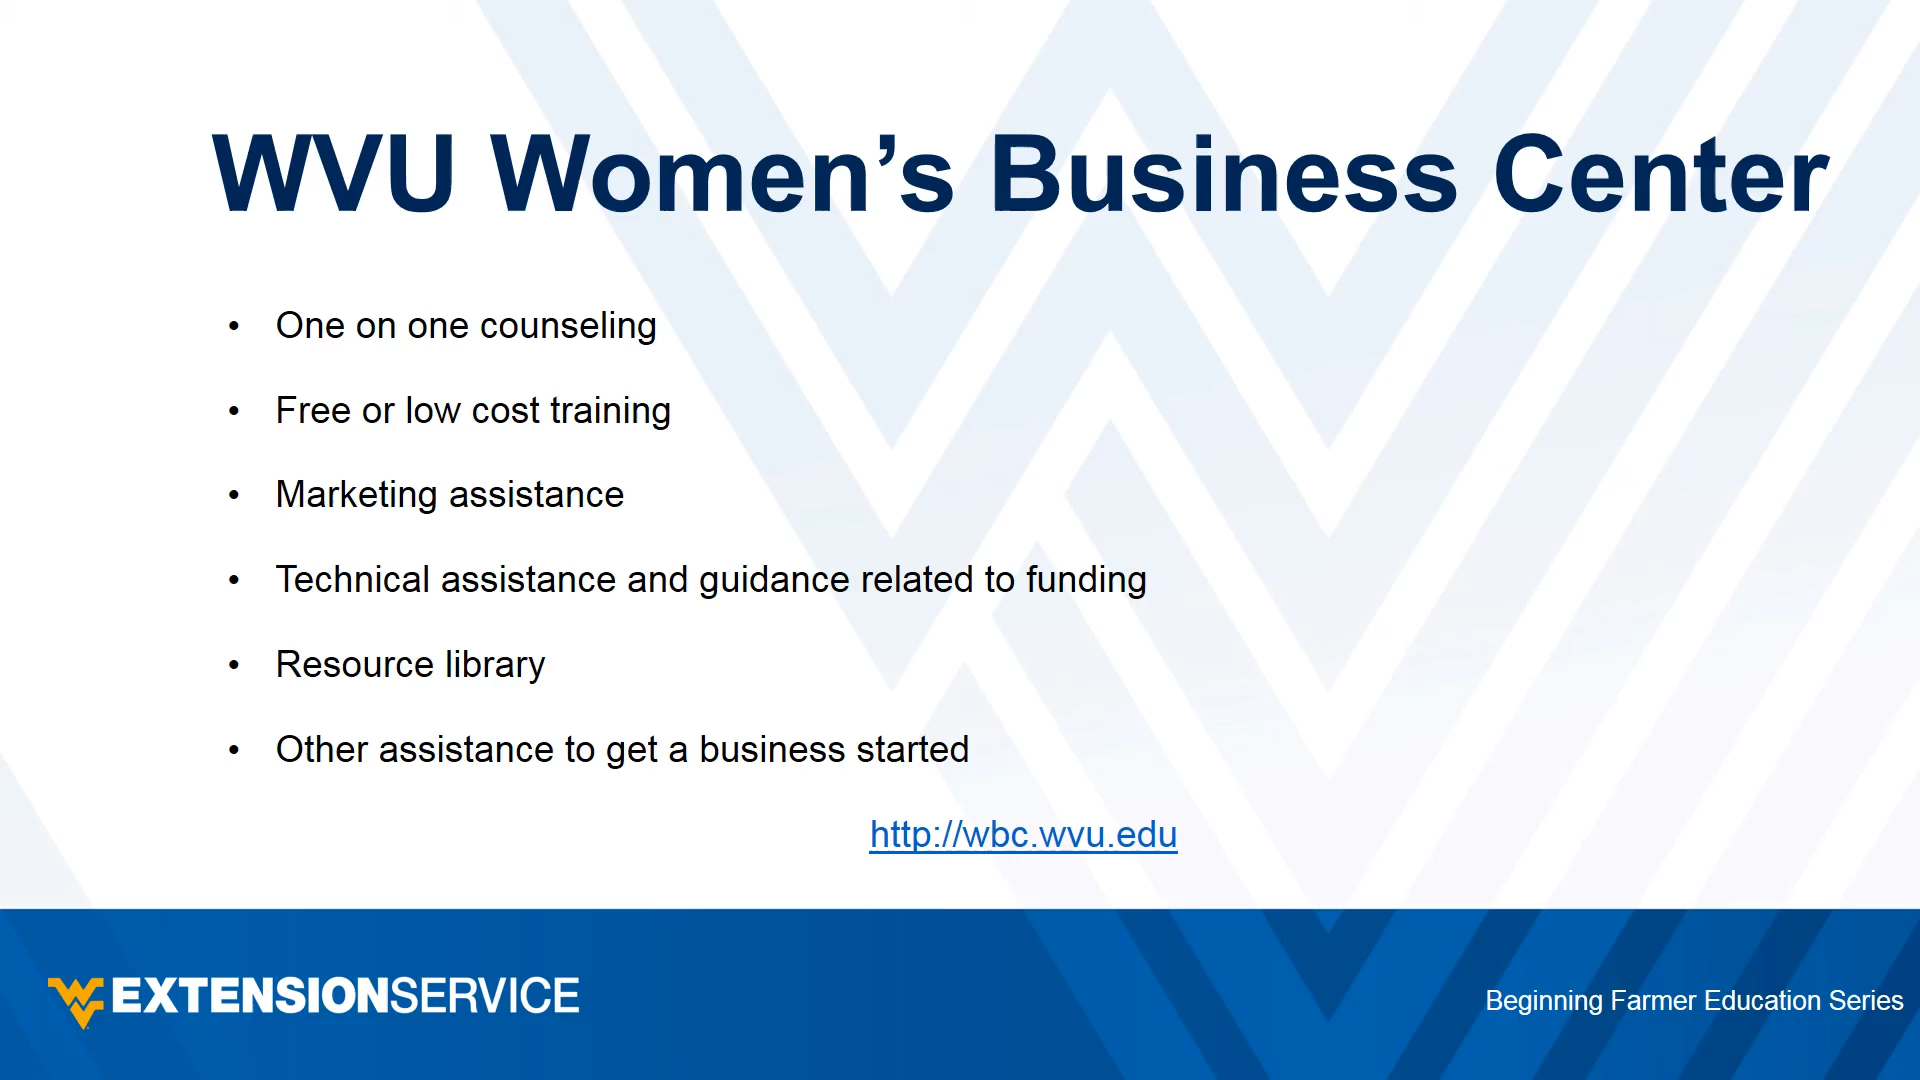 WVU Women’s Business Center
• One on one counseling
• Free or low cost training
• Marketing assistance
• Technical assistance and guidance related to funding
• Resource library
• Other assistance to get a business started
http://wbc.wvu.edu
WV EXTENSIONSERVICE
Beginning Farmer Education Series